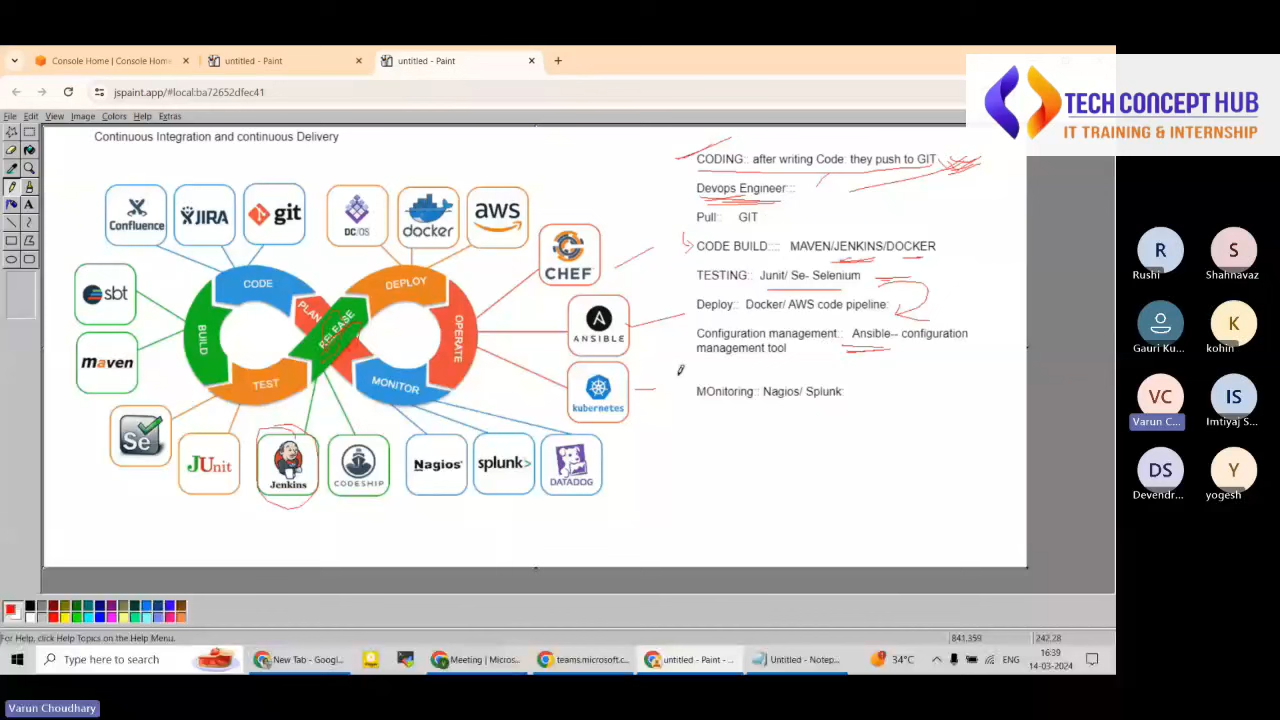 Console Home | Console Hom
untitled - Paint
untitled - Paint
jspaint.app/#local:ba72652dfec41
TECH CONCEPT HUB
IT TRAINING & INTERNSHIP
File Edit View Image Colors Help Extras
Continuous Integration and continuous Delivery
CODING:: after writing Code they push to GIT
Devops Engineer:::
Pull:: GIT
CODE BUILD:::: MAVEN/JENKINS/DOCKER
TESTING:: Junit/ Se- Selenium
Deploy:: Docker/ AWS code pipeline:
Configuration management:: Ansible-- configuration
management tool
MOnitoring:: Nagios/ Splunk
Confluence
JIRA
git
DC/OS
docker
aws
CHEF
sbt
CODE
DEPLOY
PLAN
RELEASE
BUILD
OPERATE
ANSIBLE
maven
TEST
MONITOR
kubernetes
Se
JUnit
Jenkins
CODESHIP
Nagios
splunk>
DATADOG
R
Rushi
S
Shahnavaz
Gauri Ku...
K
kohin
VC
Varun C...
IS
Imtiyaj S...
DS
Devendr...
Y
yogesh
For Help, click Help Topics on the Help Menu.
841,359
242,28
Type here to search
New Tab - Googl...
Meeting | Micros...
teams.microsoft.c...
untitled - Paint - ...
Untitled - Notep...
34°C
ENG
16:39
14-03-2024
Varun Choudhary